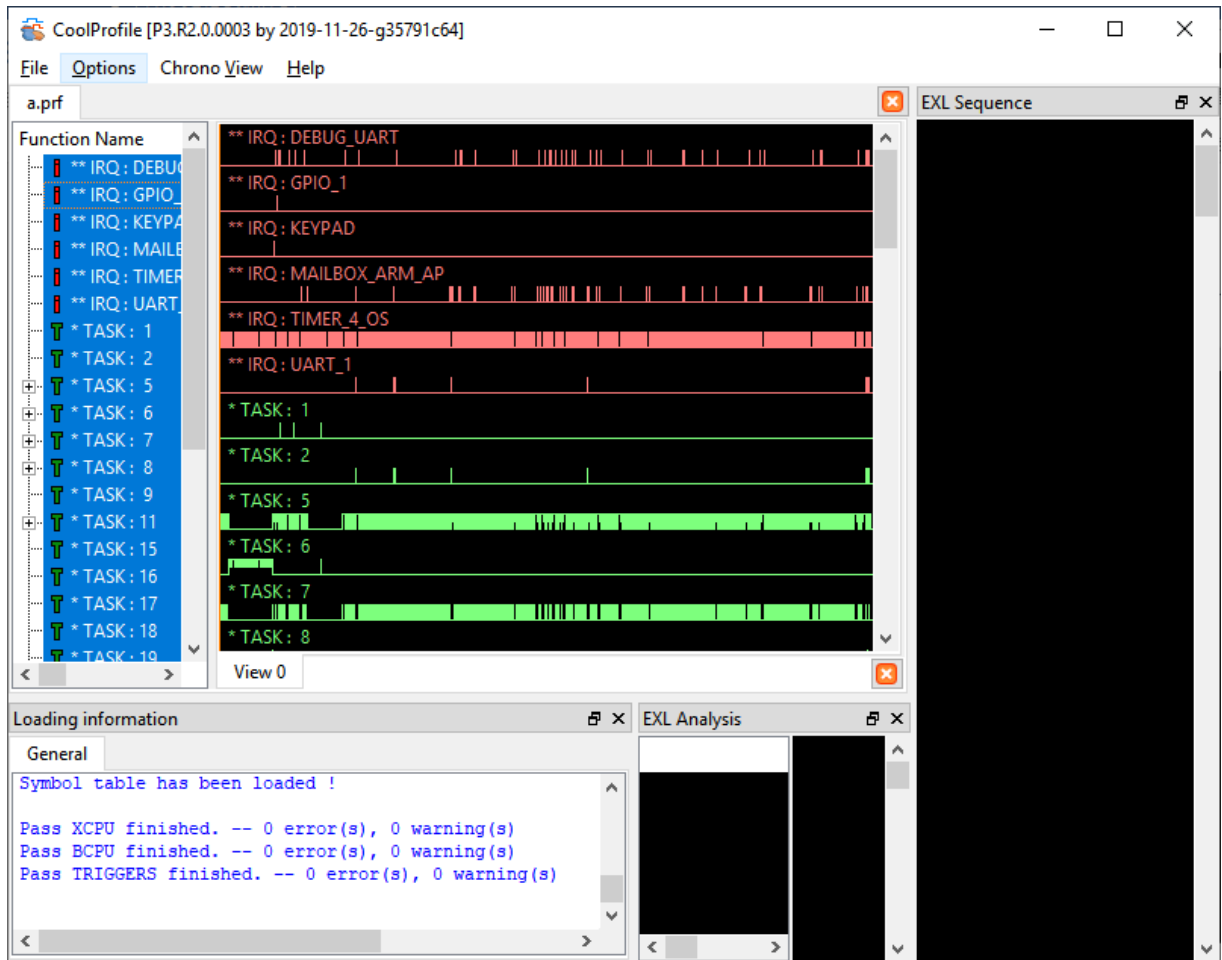 CoolProfile [P3.R2.0.0003 by 2019-11-26-g35791c64]
File Options Chrono View Help
a.prf
Function Name
** IRQ : DEBUG
** IRQ : GPIO_
** IRQ : KEYPA
** IRQ : MAILB
** IRQ : TIMER
** IRQ : UART_
* TASK : 1
* TASK : 2
* TASK : 5
* TASK : 6
* TASK : 7
* TASK : 8
* TASK : 9
* TASK : 11
* TASK : 15
* TASK : 16
* TASK : 17
* TASK : 18
* TASK : 19
** IRQ : DEBUG_UART
** IRQ : GPIO_1
** IRQ : KEYPAD
** IRQ : MAILBOX_ARM_AP
** IRQ : TIMER_4_OS
** IRQ : UART_1
* TASK : 1
* TASK : 2
* TASK : 5
* TASK : 6
* TASK : 7
* TASK : 8
View 0
EXL Sequence
Loading information
General
Symbol table has been loaded !
Pass XCPU finished. -- 0 error(s), 0 warning(s)
Pass BCPU finished. -- 0 error(s), 0 warning(s)
Pass TRIGGERS finished. -- 0 error(s), 0 warning(s)
EXL Analysis